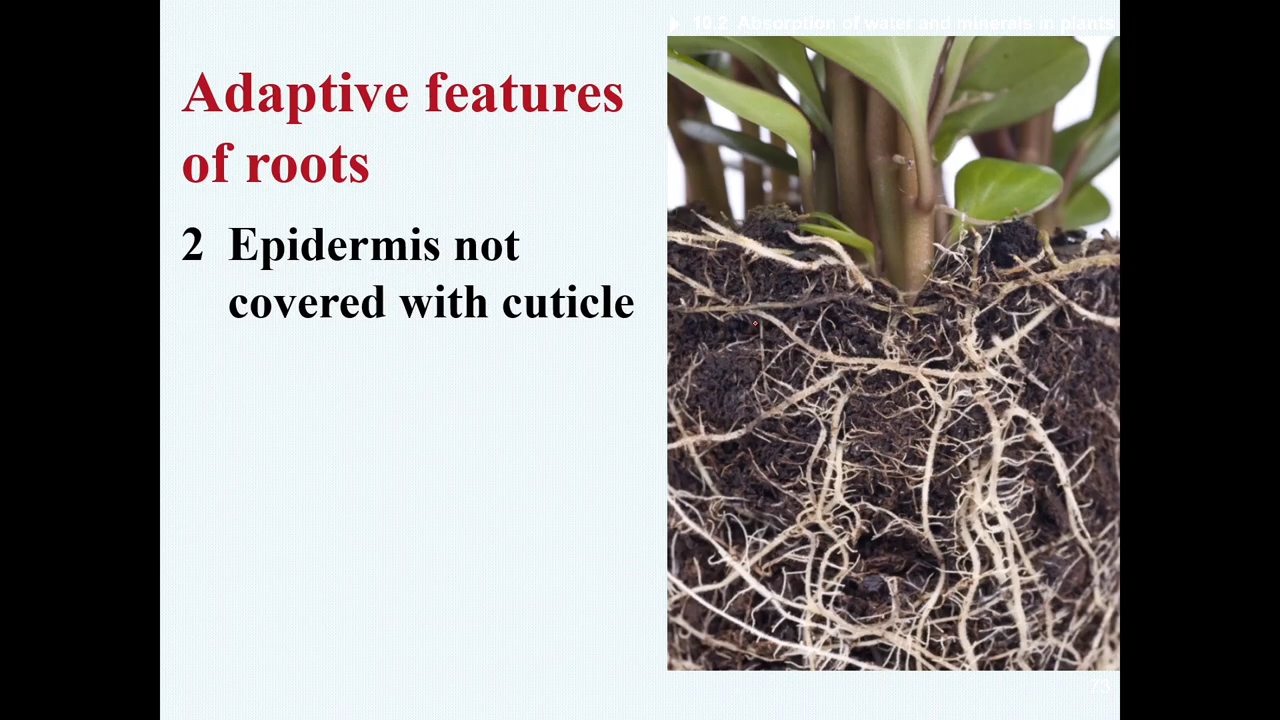 10.2 Absorption of water and minerals in plants
Adaptive features
of roots
2 Epidermis not
covered with cuticle
73